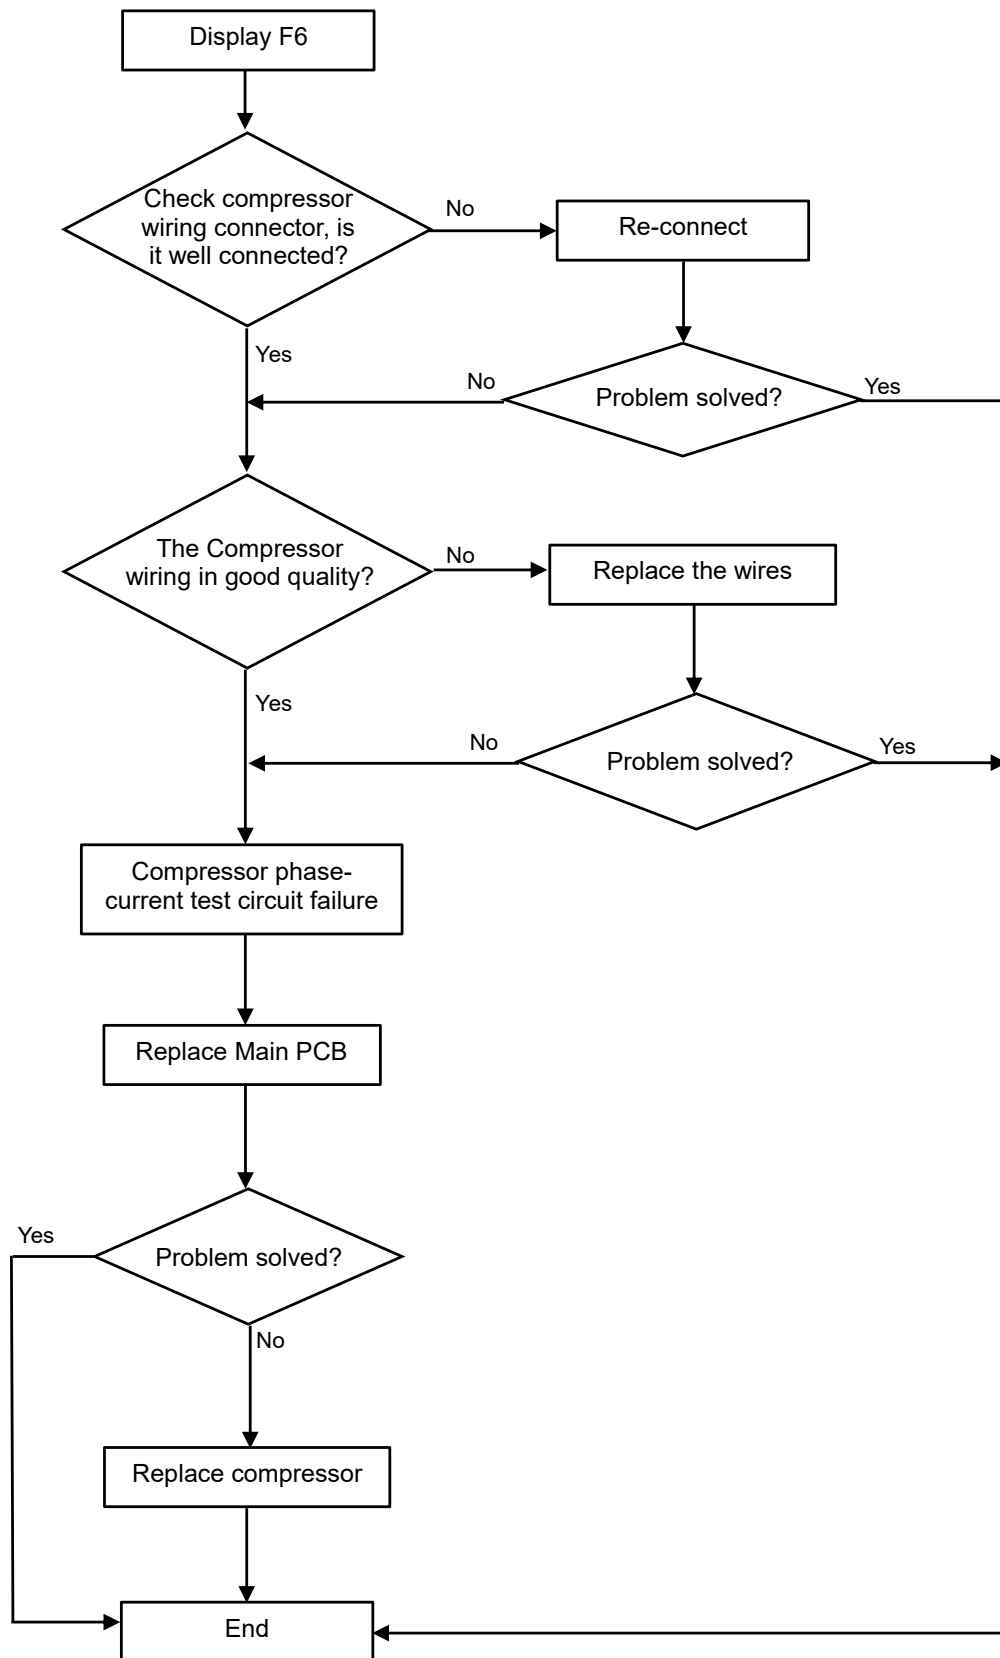 Display F6
Check compressor
wiring connector, is
it well connected?
No
Re-connect
Yes
No
Problem solved?
Yes
The Compressor
wiring in good quality?
No
Replace the wires
Yes
No
Problem solved?
Yes
Compressor phase-
current test circuit failure
Replace Main PCB
Yes
Problem solved?
No
Replace compressor
End